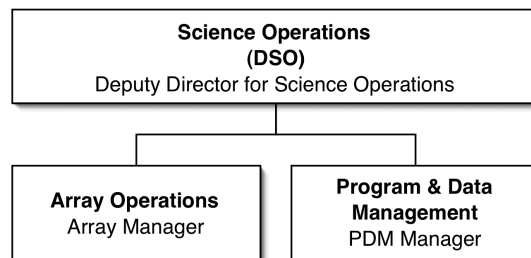 Science Operations
(DSO)
Deputy Director for Science Operations
Array Operations
Array Manager
Program & Data
Management
PDM Manager